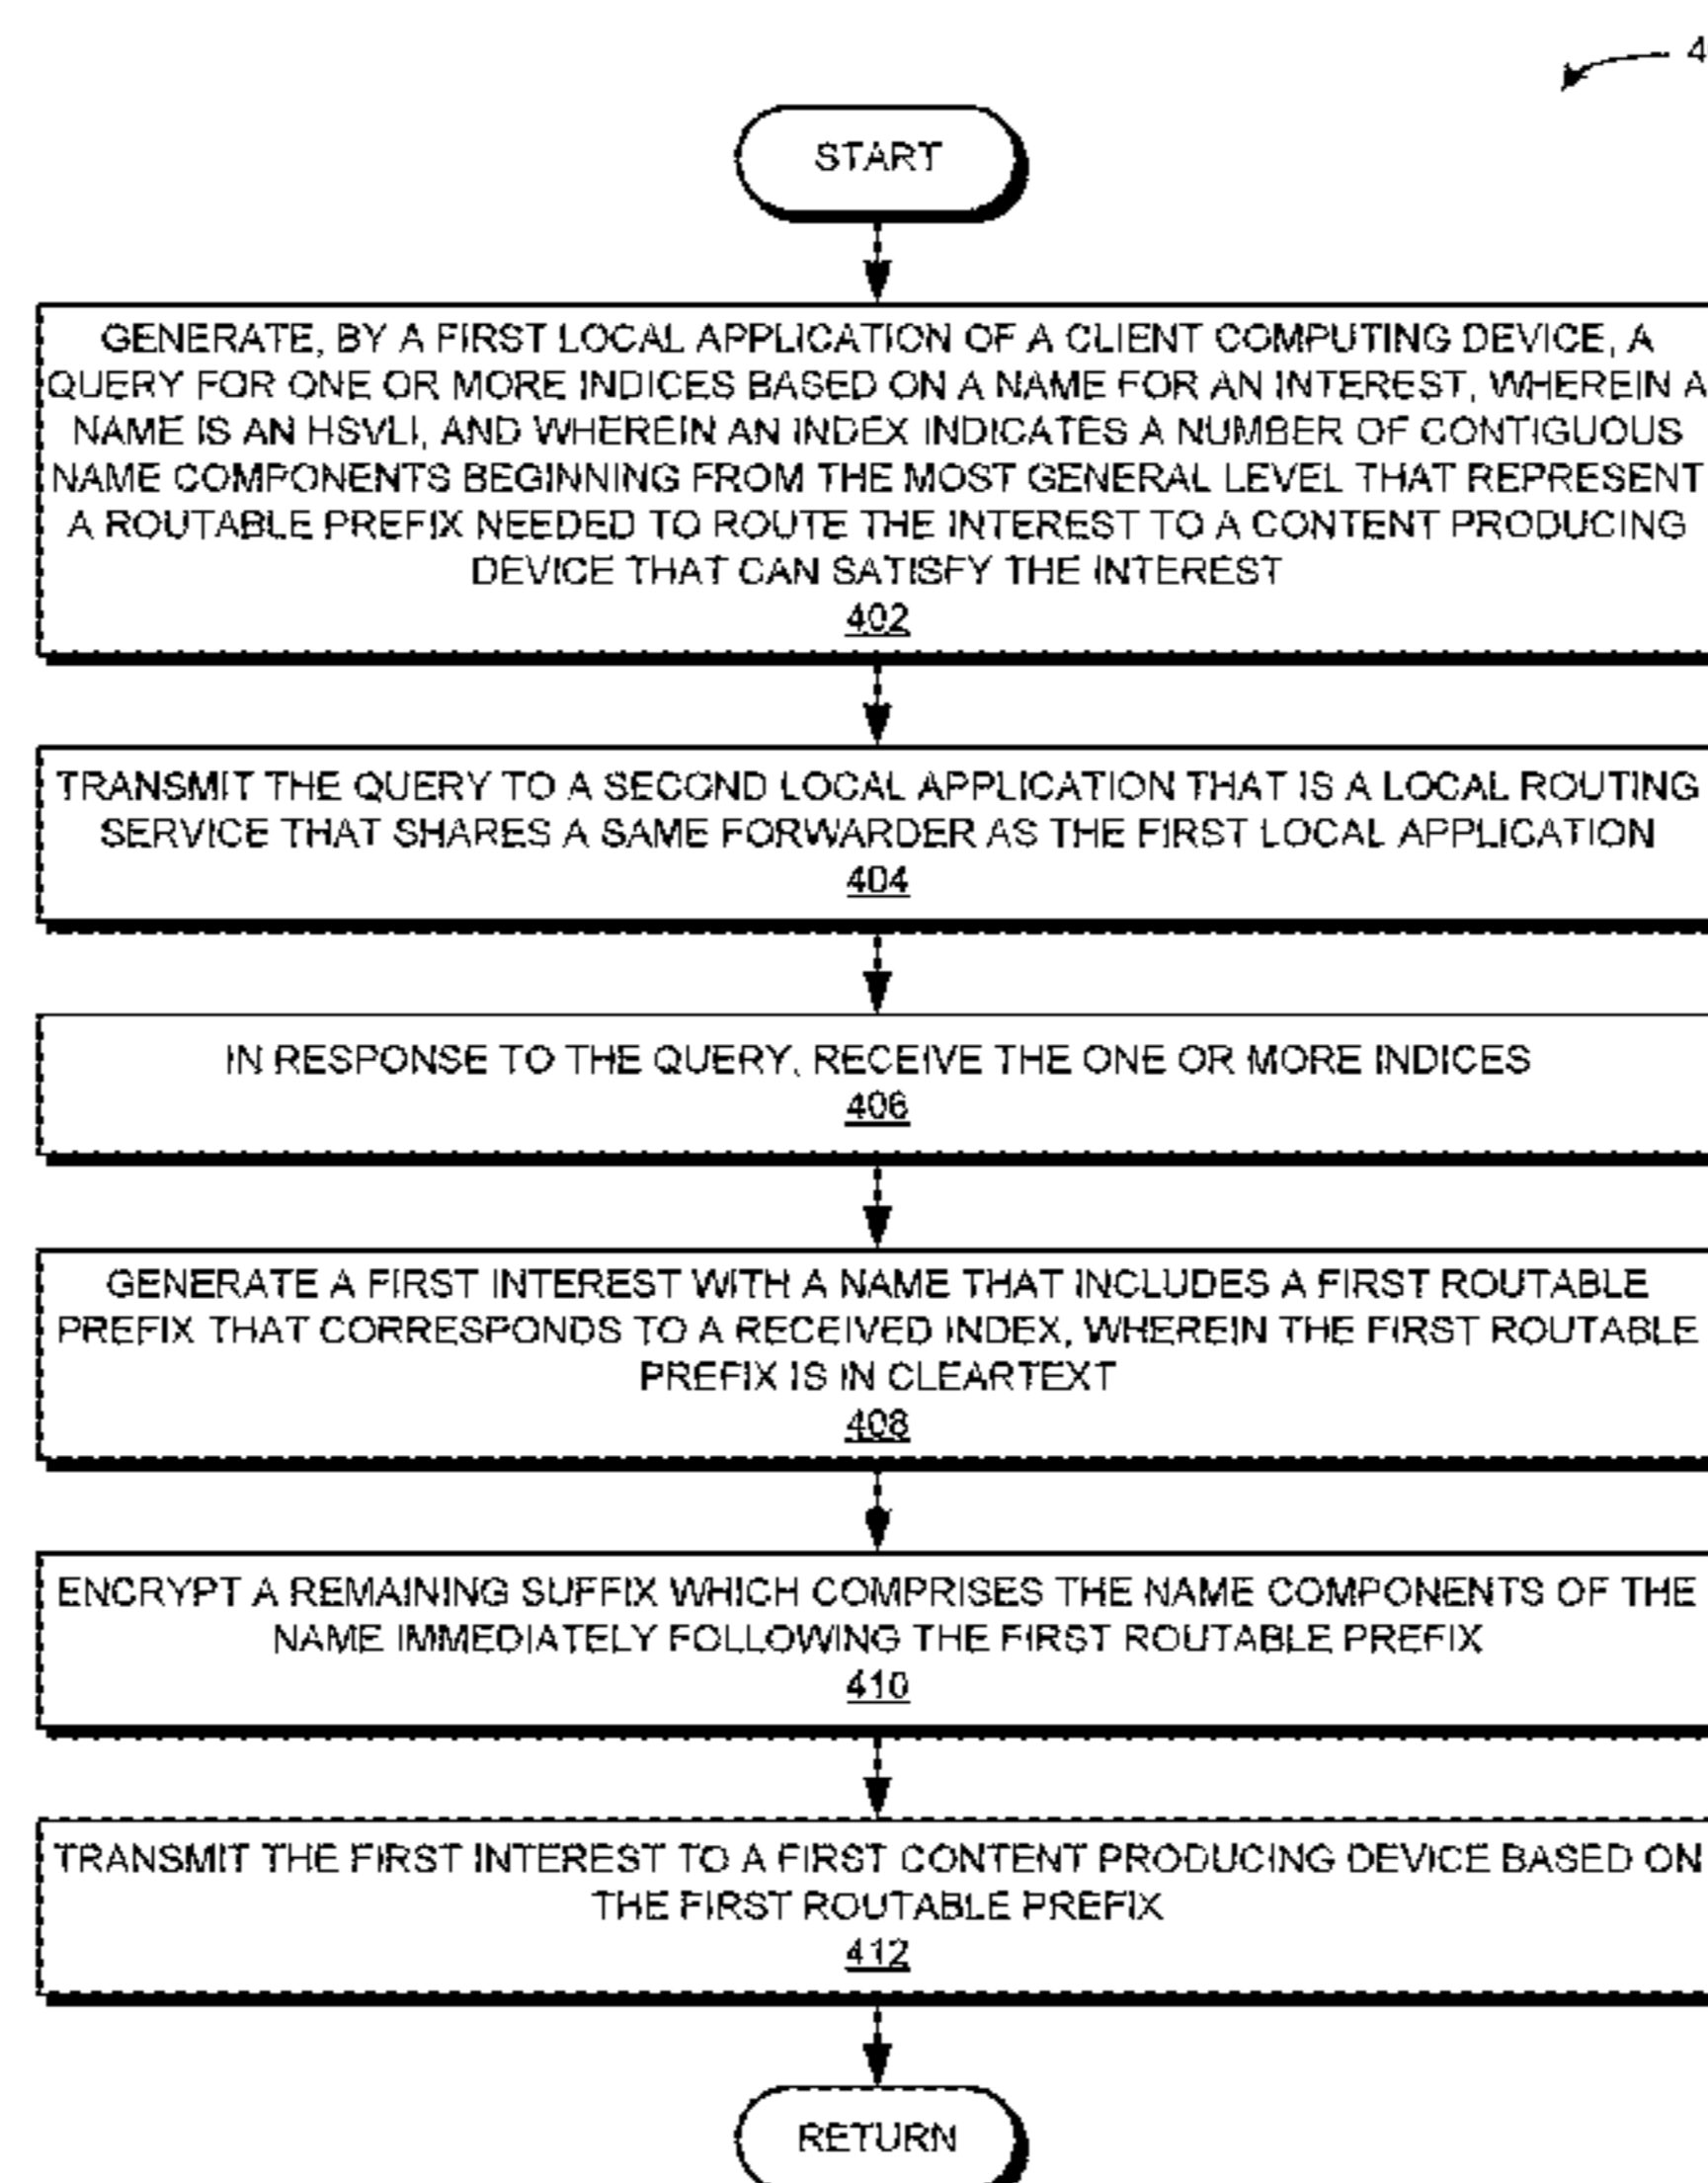 4
START
GENERATE, BY A FIRST LOCAL APPLICATION OF A CLIENT COMPUTING DEVICE, A
QUERY FOR ONE OR MORE INDICES BASED ON A NAME FOR AN INTEREST, WHEREIN A
NAME IS AN HSVLI, AND WHEREIN AN INDEX INDICATES A NUMBER OF CONTIGUOUS
NAME COMPONENTS BEGINNING FROM THE MOST GENERAL LEVEL THAT REPRESENT
A ROUTABLE PREFIX NEEDED TO ROUTE THE INTEREST TO A CONTENT PRODUCING
DEVICE THAT CAN SATISFY THE INTEREST
402
TRANSMIT THE QUERY TO A SECOND LOCAL APPLICATION THAT IS A LOCAL ROUTING
SERVICE THAT SHARES A SAME FORWARDER AS THE FIRST LOCAL APPLICATION
404
IN RESPONSE TO THE QUERY, RECEIVE THE ONE OR MORE INDICES
406
GENERATE A FIRST INTEREST WITH A NAME THAT INCLUDES A FIRST ROUTABLE
PREFIX THAT CORRESPONDS TO A RECEIVED INDEX, WHEREIN THE FIRST ROUTABLE
PREFIX IS IN CLEARTEXT
408
ENCRYPT A REMAINING SUFFIX WHICH COMPRISES THE NAME COMPONENTS OF THE
NAME IMMEDIATELY FOLLOWING THE FIRST ROUTABLE PREFIX
410
TRANSMIT THE FIRST INTEREST TO A FIRST CONTENT PRODUCING DEVICE BASED ON
THE FIRST ROUTABLE PREFIX
412
RETURN